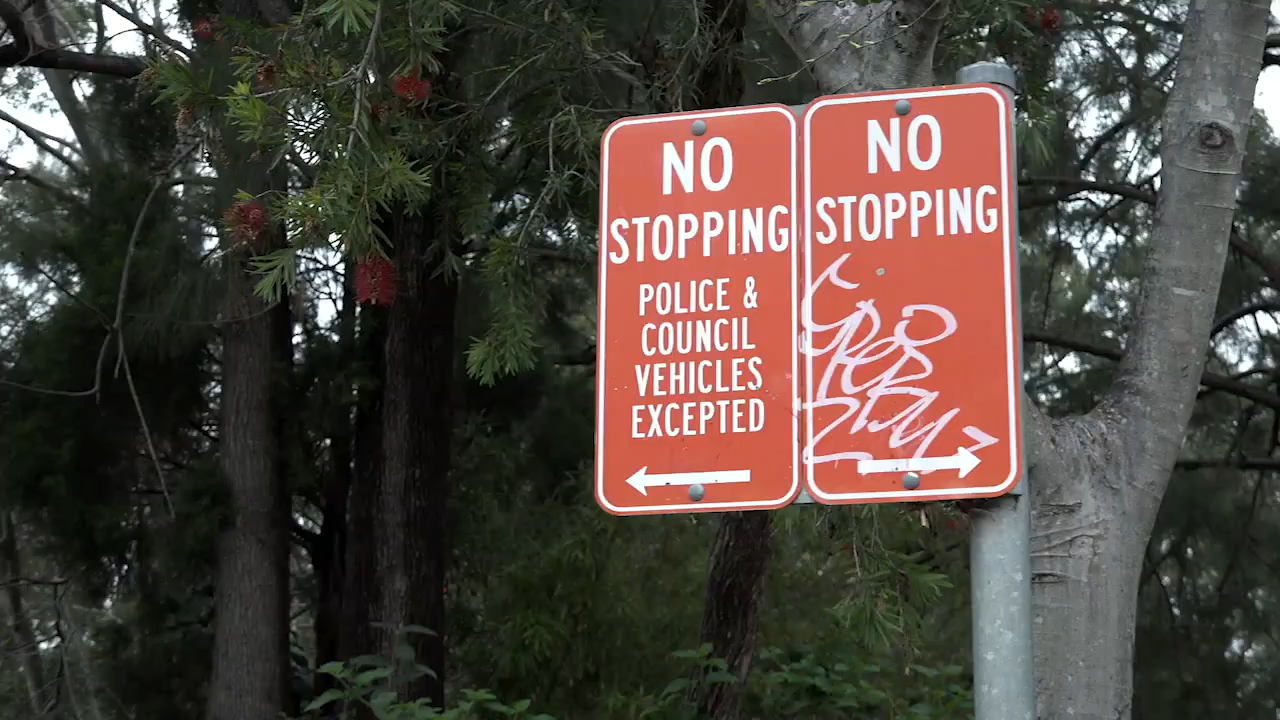 NO
STOPPING
POLICE &
COUNCIL
VEHICLES
EXCEPTED
NO
STOPPING